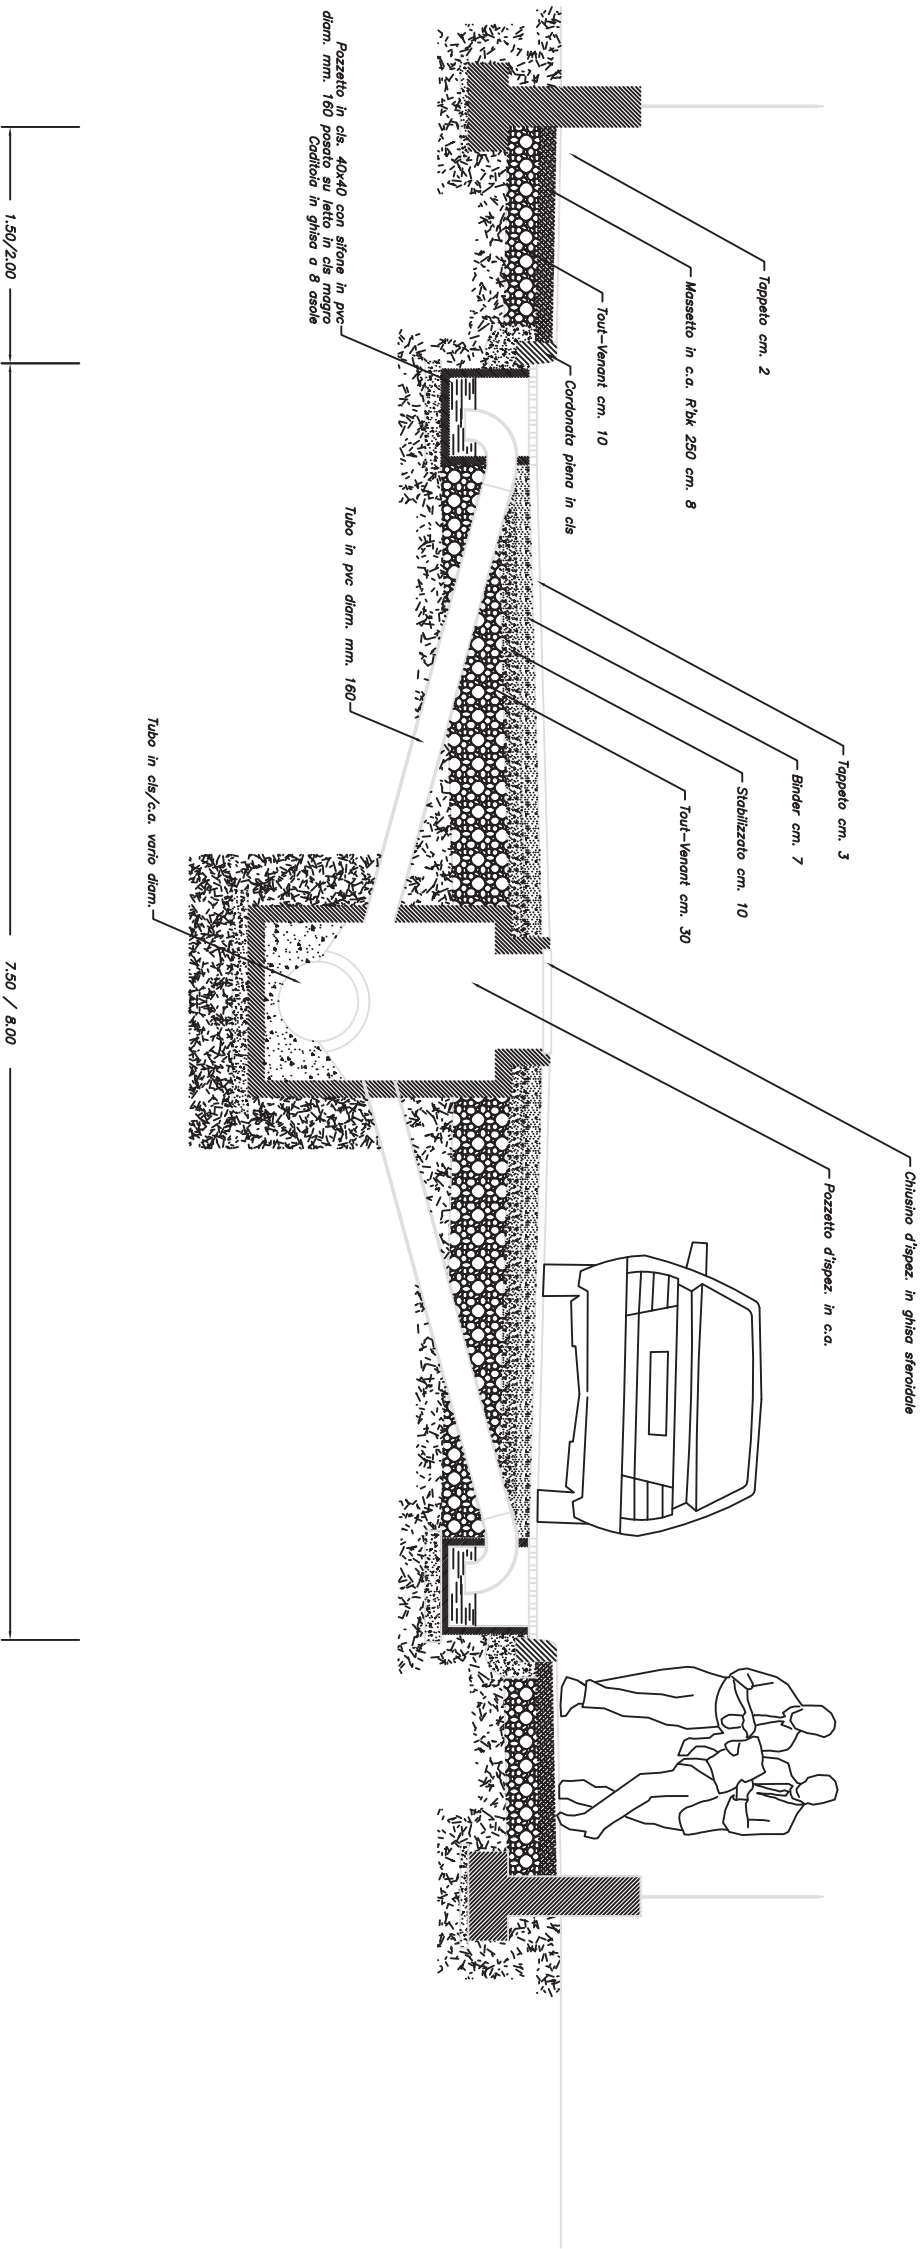 Tappeto cm. 2
Massetto in c.a. R'bk 250 cm. 8
Tout-Venant cm. 10
Cordonata piena in cls
Pozzetto in cls. 40x40 con sifone in pvc
diam. mm. 160 posato su letto in cls magro
Caditoia in ghisa a 8 asole
Tappeto cm. 3
Binder cm. 7
Stabilizzato cm. 10
Tout-Venant cm. 30
Tubo in pvc diam. mm. 160
Tubo in cls/c.a. vario diam.
Chiusino d'ispez. in ghisa sferoidale
Pozzetto d'ispez. in c.a.
1.50/2.00
7.50 / 8.00